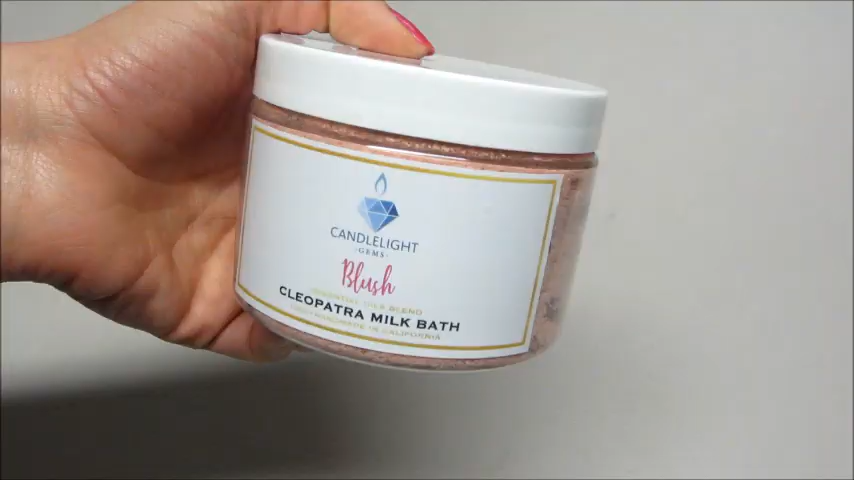 CANDLELIGHT
·GEMS·
Blush
ESSENTIAL OILS BLEND
CLEOPATRA MILK BATH
HANDMADE IN CALIFORNIA